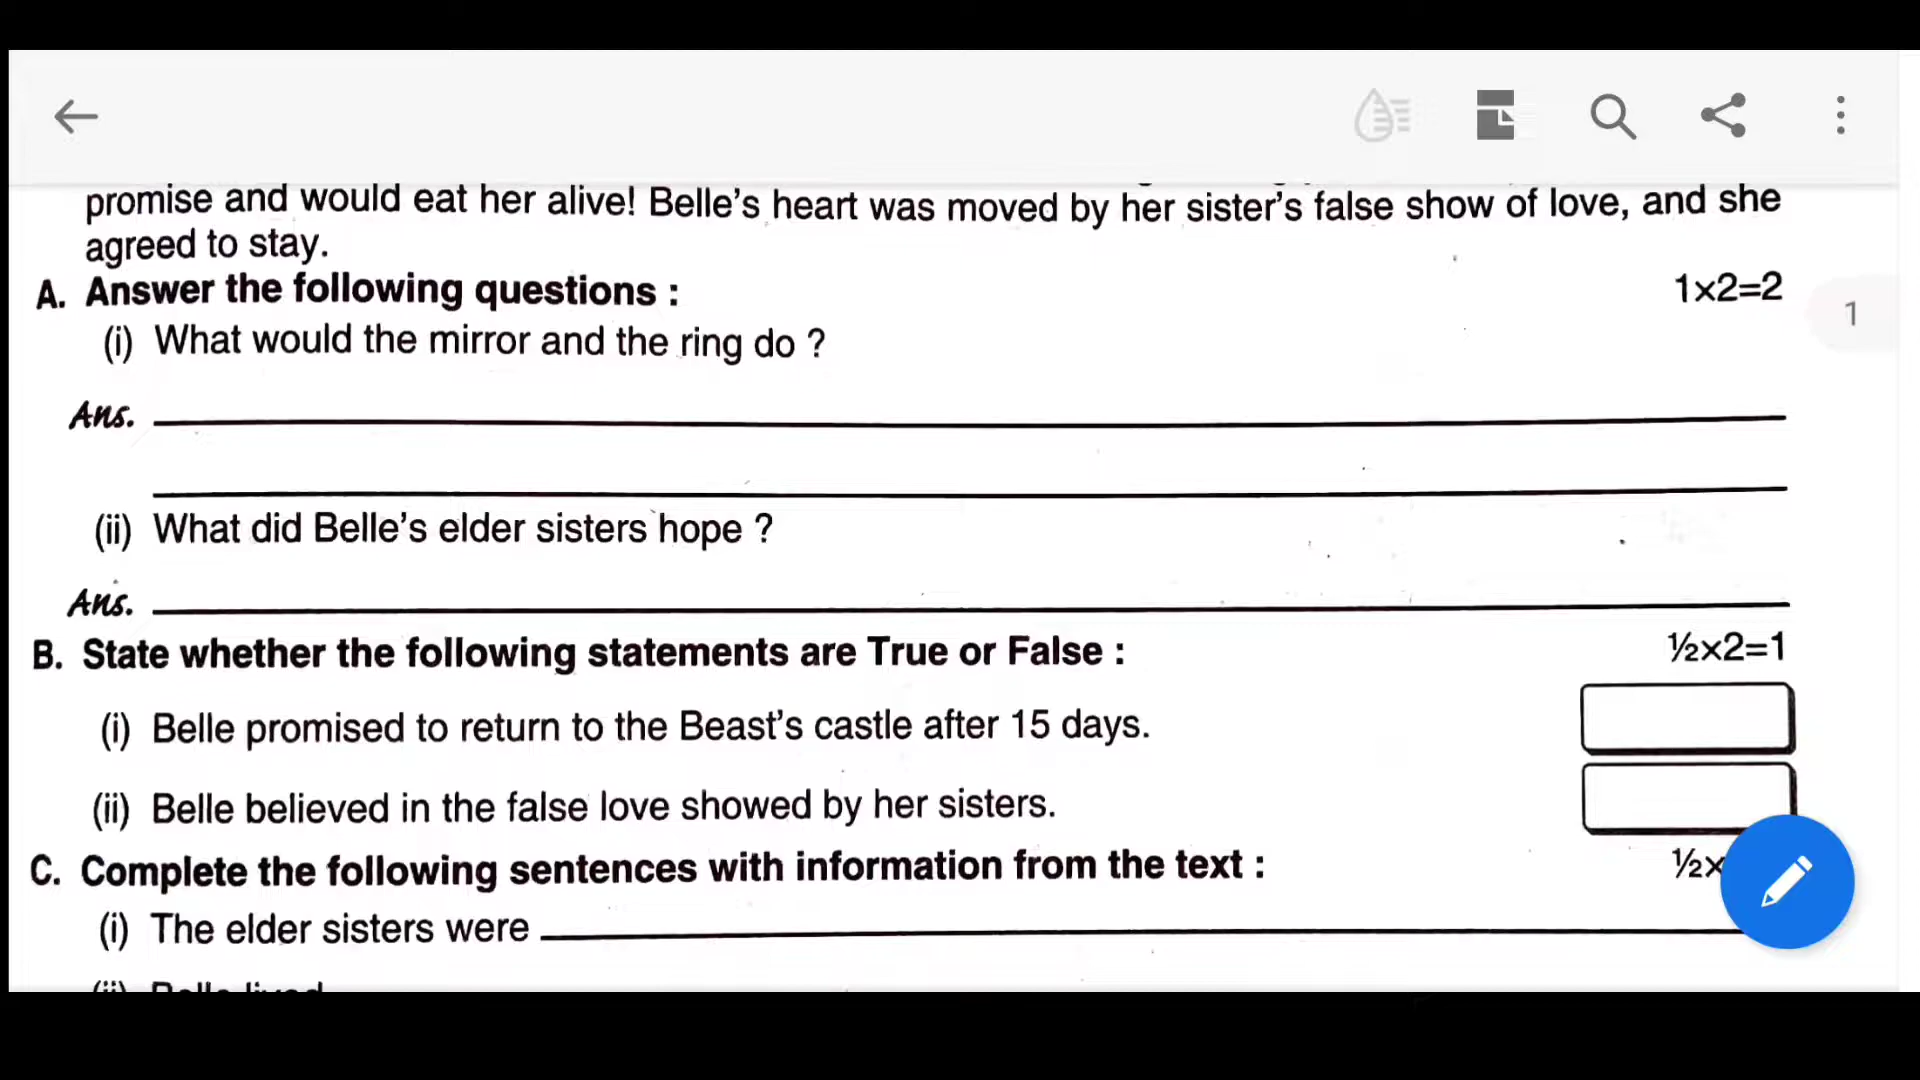 promise and would eat her alive! Belle's heart was moved by her sister's false show of love, and she
agreed to stay.
A. Answer the following questions : 1×2=2
1
(i) What would the mirror and the ring do ?
Ans.
(ii) What did Belle's elder sisters hope ?
Ans.
B. State whether the following statements are True or False : ½×2=1
(i) Belle promised to return to the Beast's castle after 15 days.
(ii) Belle believed in the false love showed by her sisters.
C. Complete the following sentences with information from the text : ½×
(i) The elder sisters were
(ii) Belle lived